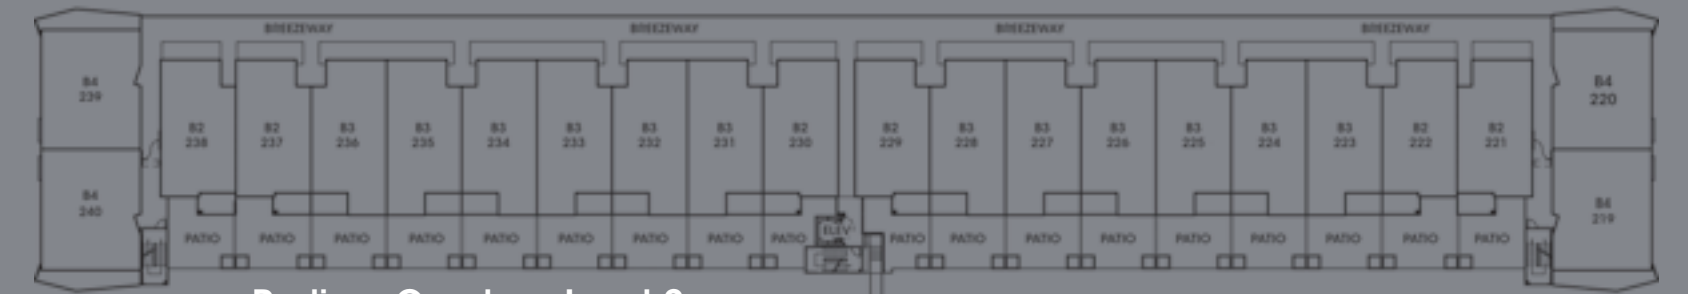 BREEZEWAY BREEZEWAY BREEZEWAY BREEZEWAY
B4
239
B4
220
B2
238
B2
237
B3
236
B3
235
B3
234
B3
233
B3
232
B3
231
B2
230
B2
229
B3
228
B3
227
B3
226
B3
225
B3
224
B3
223
B2
222
B2
221
B4
240
B4
219
ELEV
PATIO PATIO PATIO PATIO PATIO PATIO PATIO PATIO PATIO PATIO PATIO PATIO PATIO PATIO PATIO PATIO PATIO PATIO